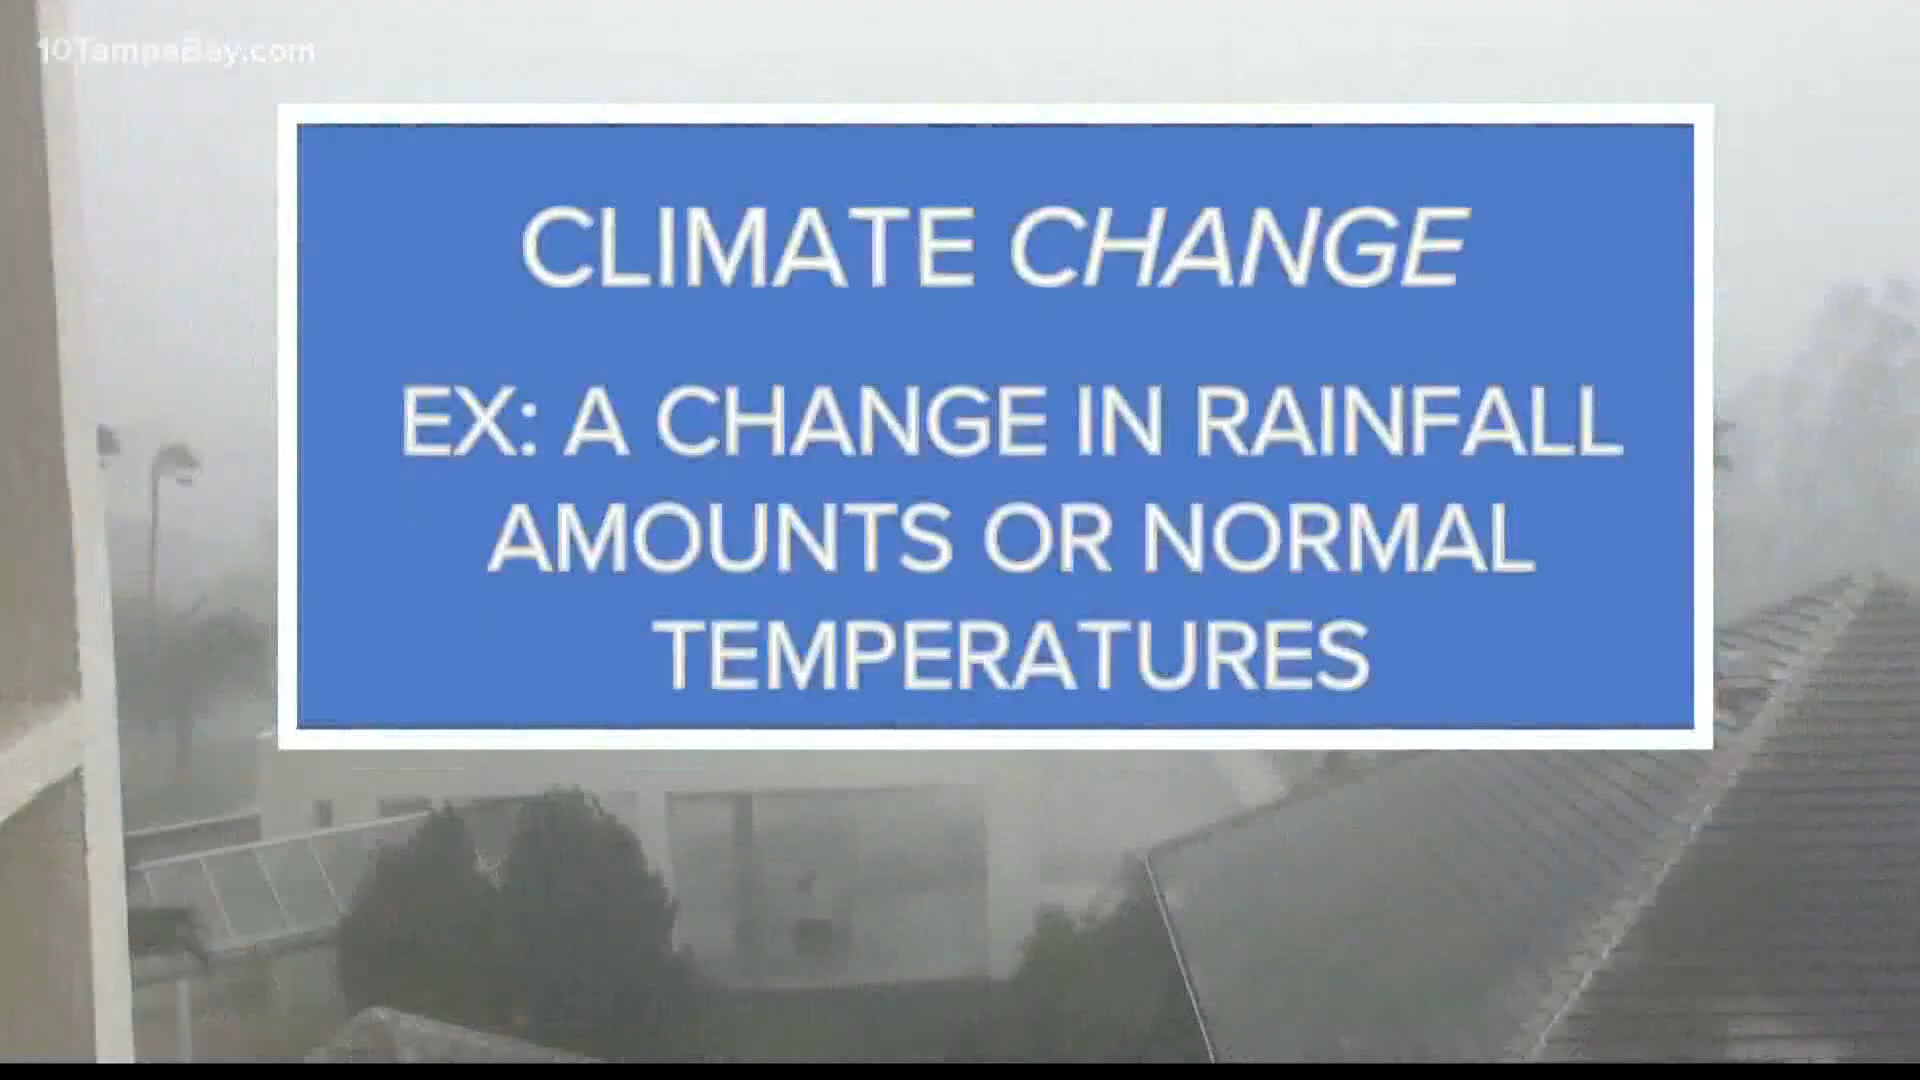 10TampaBay.com
CLIMATE CHANGE
EX: A CHANGE IN RAINFALL
AMOUNTS OR NORMAL
TEMPERATURES